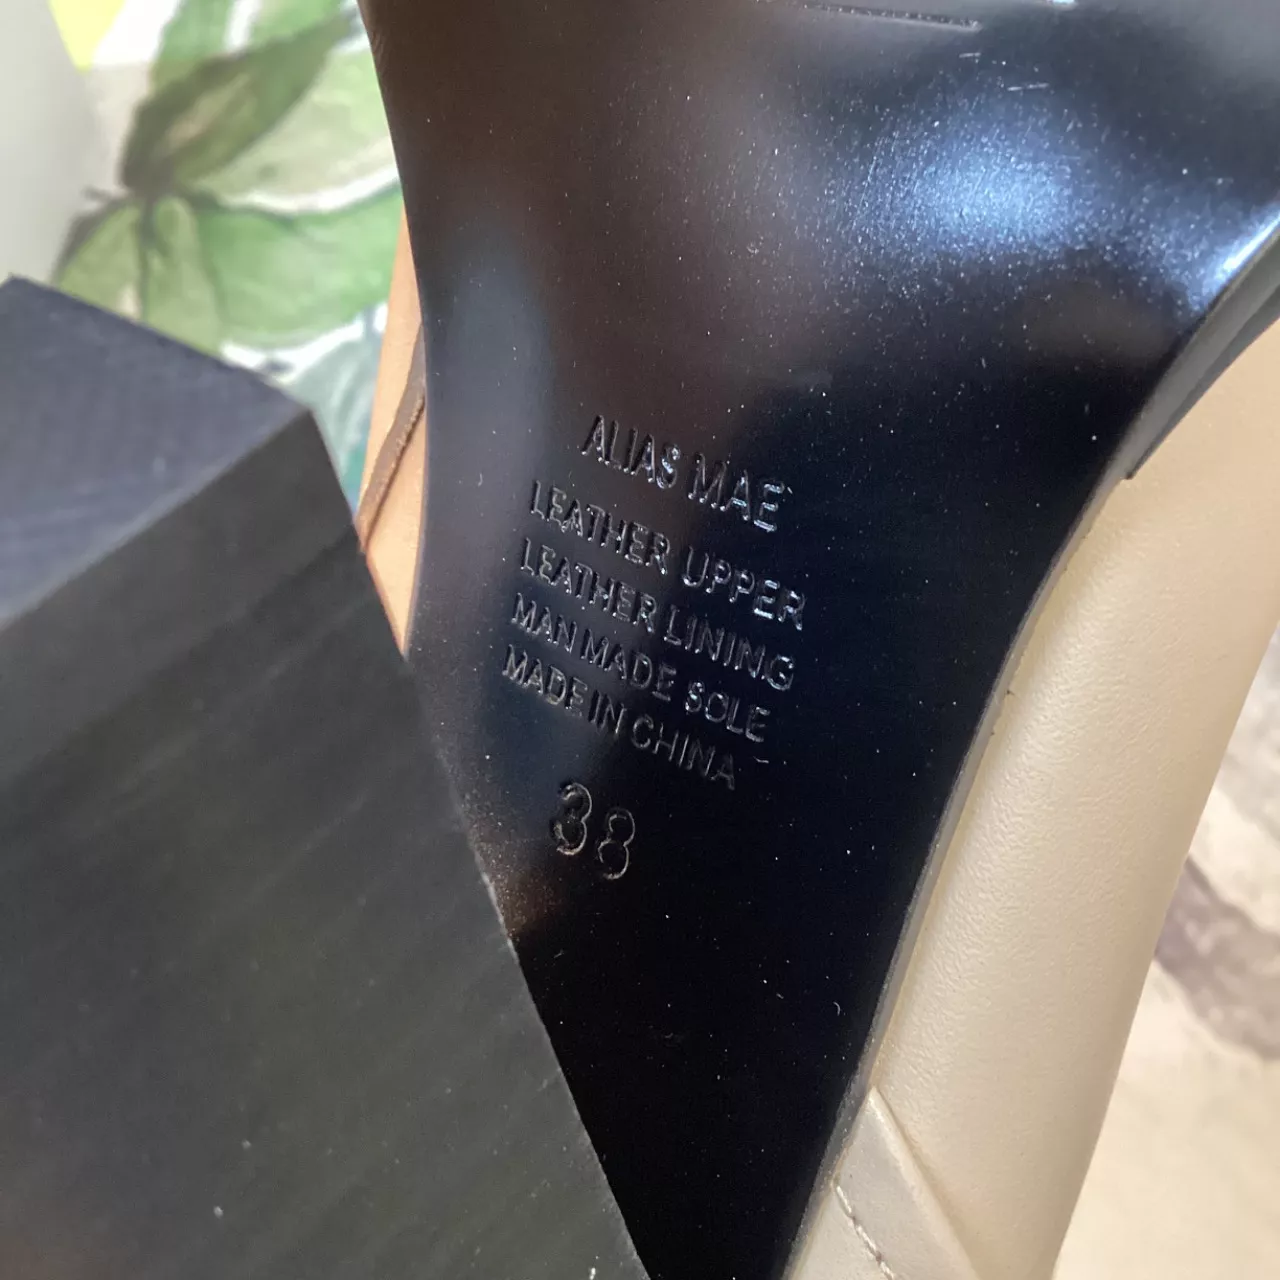 ALIAS MAE
LEATHER UPPER
LEATHER LINING
MAN MADE SOLE
MADE IN CHINA
38